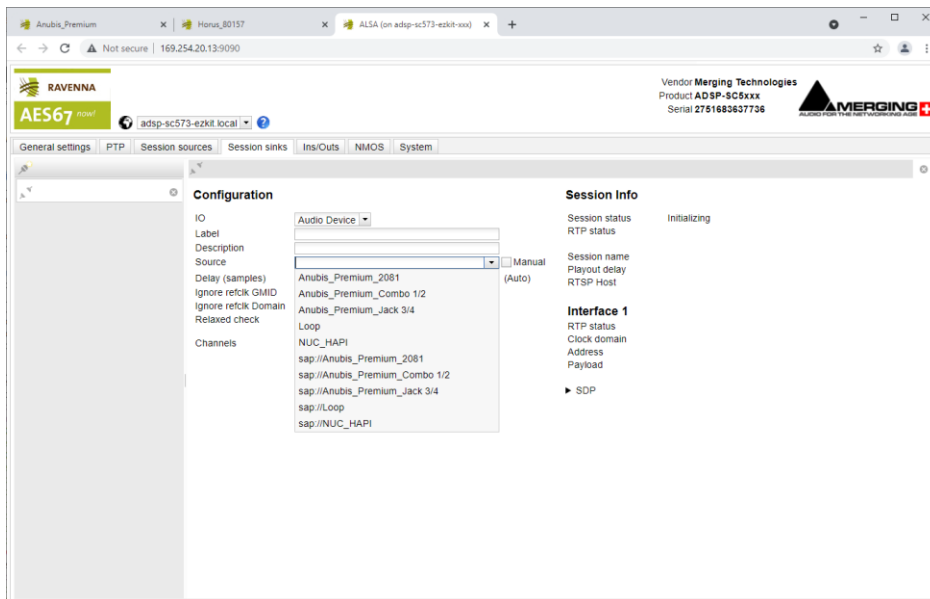 Anubis_Premium
Horus_80157
ALSA (on adsp-sc573-ezkit-xxx)
Not secure | 169.254.20.13:9090
RAVENNA
AES67 now!
adsp-sc573-ezkit.local
Vendor Merging Technologies
Product ADSP-SC5xxx
Serial 2751683637736
MERGING
AUDIO FOR THE NETWORKING AGE
General settings PTP Session sources Session sinks Ins/Outs NMOS System
Configuration
IO Audio Device
Label
Description
Source Manual
Delay (samples) (Auto)
Ignore refclk GMID
Ignore refclk Domain
Relaxed check
Channels
Anubis_Premium_2081
Anubis_Premium_Combo 1/2
Anubis_Premium_Jack 3/4
Loop
NUC_HAPI
sap://Anubis_Premium_2081
sap://Anubis_Premium_Combo 1/2
sap://Anubis_Premium_Jack 3/4
sap://Loop
sap://NUC_HAPI
Session Info
Session status Initializing
RTP status
Session name
Playout delay
RTSP Host
Interface 1
RTP status
Clock domain
Address
Payload
SDP